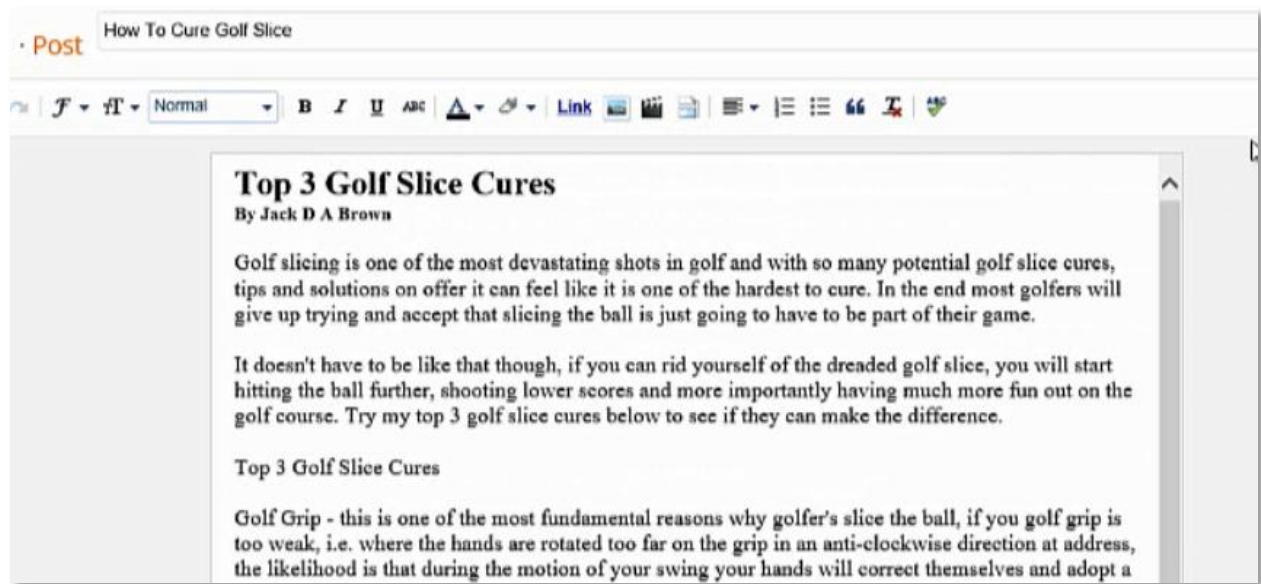 How To Cure Golf Slice
· Post
Normal
B I U ABC A Link
Top 3 Golf Slice Cures
By Jack D A Brown
Golf slicing is one of the most devastating shots in golf and with so many potential golf slice cures,
tips and solutions on offer it can feel like it is one of the hardest to cure. In the end most golfers will
give up trying and accept that slicing the ball is just going to have to be part of their game.
It doesn't have to be like that though, if you can rid yourself of the dreaded golf slice, you will start
hitting the ball further, shooting lower scores and more importantly having much more fun out on the
golf course. Try my top 3 golf slice cures below to see if they can make the difference.
Top 3 Golf Slice Cures
Golf Grip - this is one of the most fundamental reasons why golfer's slice the ball, if you golf grip is
too weak, i.e. where the hands are rotated too far on the grip in an anti-clockwise direction at address,
the likelihood is that during the motion of your swing your hands will correct themselves and adopt a